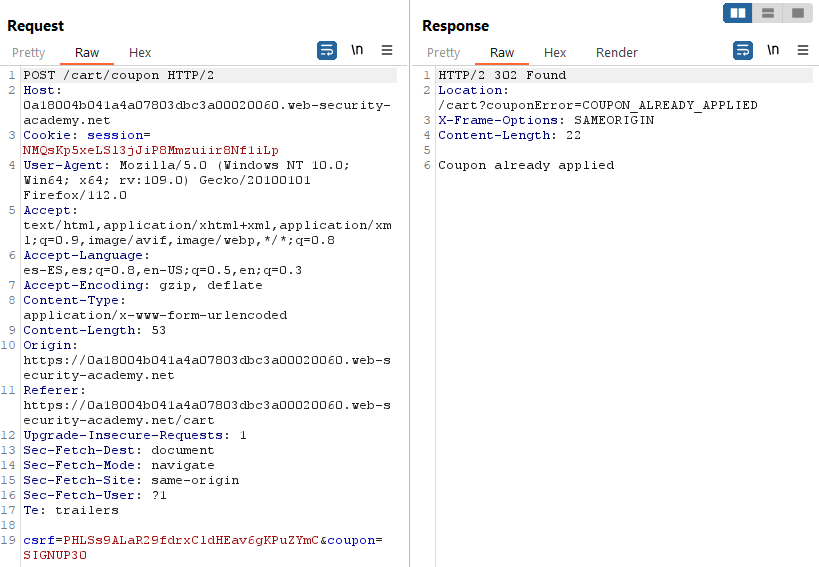 Request
Response
Pretty
Raw
Hex
\n
Pretty
Raw
Hex
Render
\n
1 POST /cart/coupon HTTP/2
2 Host:
0a18004b041a4a07803dbc3a00020060.web-security-
academy.net
3 Cookie: session=
NMQsKp5xeLSl3jJiP8Mmzuiir8Nf1iLp
4 User-Agent: Mozilla/5.0 (Windows NT 10.0;
Win64; x64; rv:109.0) Gecko/20100101
Firefox/112.0
5 Accept:
text/html,application/xhtml+xml,application/xm
l;q=0.9,image/avif,image/webp,*/*;q=0.8
6 Accept-Language:
es-ES,es;q=0.8,en-US;q=0.5,en;q=0.3
7 Accept-Encoding: gzip, deflate
8 Content-Type:
application/x-www-form-urlencoded
9 Content-Length: 53
10 Origin:
https://0a18004b041a4a07803dbc3a00020060.web-s
ecurity-academy.net
11 Referer:
https://0a18004b041a4a07803dbc3a00020060.web-s
ecurity-academy.net/cart
12 Upgrade-Insecure-Requests: 1
13 Sec-Fetch-Dest: document
14 Sec-Fetch-Mode: navigate
15 Sec-Fetch-Site: same-origin
16 Sec-Fetch-User: ?1
17 Te: trailers
18
19 csrf=PHLSs9ALaR29fdrxCldHEav6gKPuZYmC&coupon=
SIGNUP30
1 HTTP/2 302 Found
2 Location:
/cart?couponError=COUPON_ALREADY_APPLIED
3 X-Frame-Options: SAMEORIGIN
4 Content-Length: 22
5
6 Coupon already applied